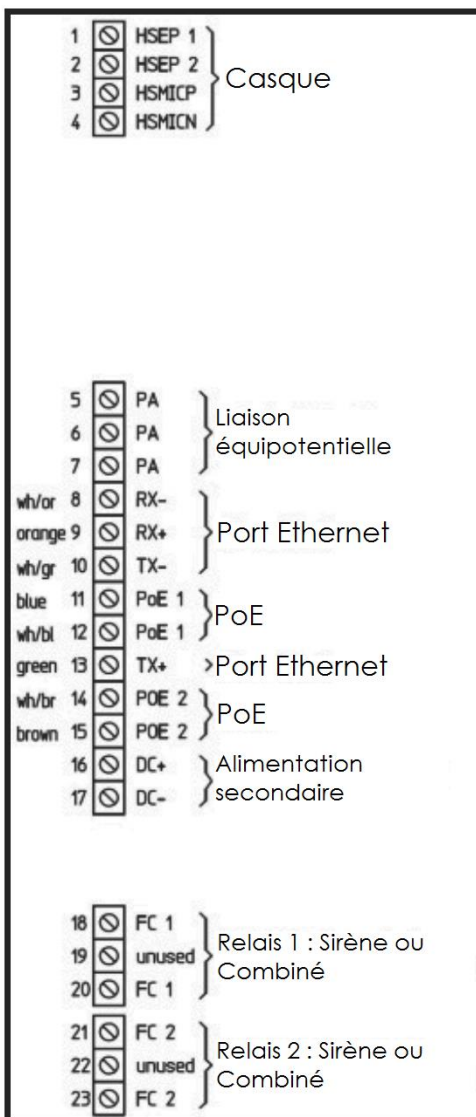 1 HSEP 1
2 HSEP 2
3 HSMICP
4 HSMICN
Casque
5 PA
6 PA
7 PA
Liaison
équipotentielle
wh/or 8 RX-
orange 9 RX+
wh/gr 10 TX-
Port Ethernet
blue 11 PoE 1
wh/bl 12 PoE 1
PoE
green 13 TX+ Port Ethernet
wh/br 14 POE 2
brown 15 POE 2
PoE
16 DC+
17 DC-
Alimentation
secondaire
18 FC 1
19 unused
20 FC 1
Relais 1 : Sirène ou
Combiné
21 FC 2
22 unused
23 FC 2
Relais 2 : Sirène ou
Combiné